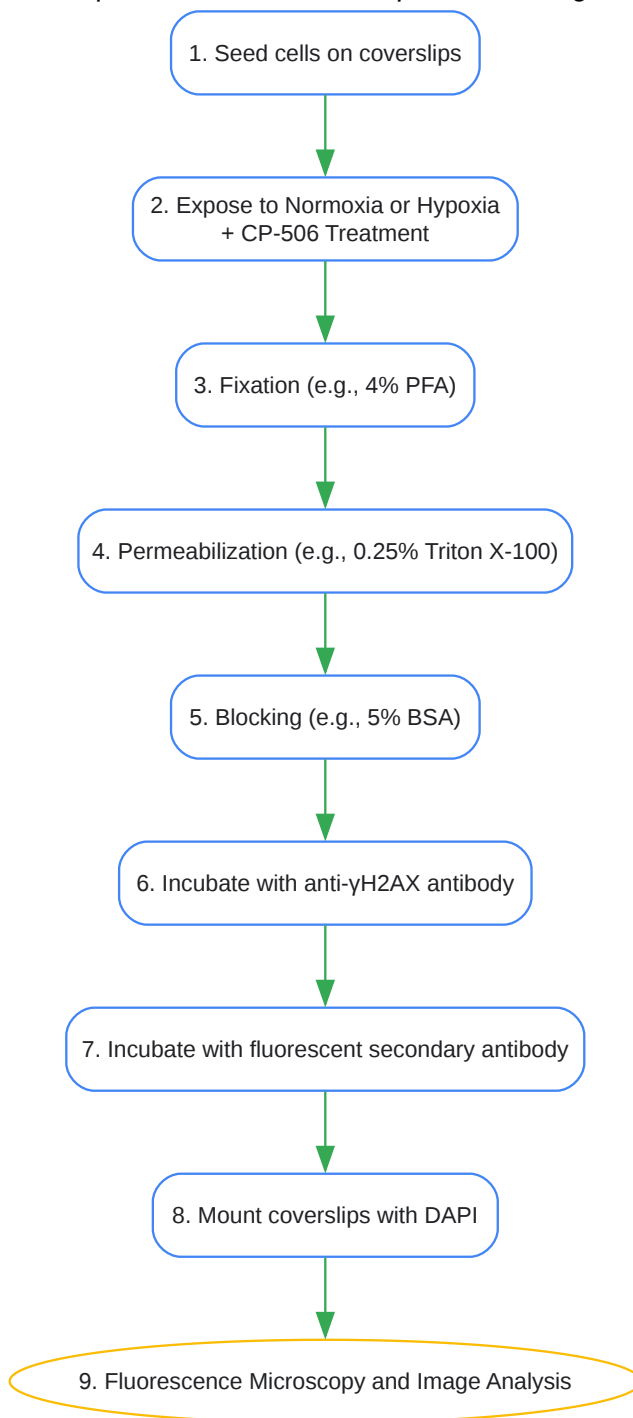 1. Seed cells on coverslips
2. Expose to Normoxia or Hypoxia
+ CP-506 Treatment
3. Fixation (e.g., 4% PFA)
4. Permeabilization (e.g., 0.25% Triton X-100)
5. Blocking (e.g., 5% BSA)
6. Incubate with anti-γH2AX antibody
7. Incubate with fluorescent secondary antibody
8. Mount coverslips with DAPI
9. Fluorescence Microscopy and Image Analysis